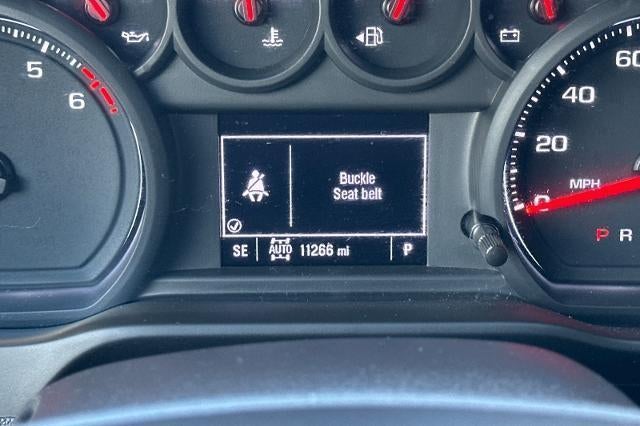 5
6
Buckle
Seat belt
SE AUTO 11266 mi P
60
40
20
0
MPH
P R